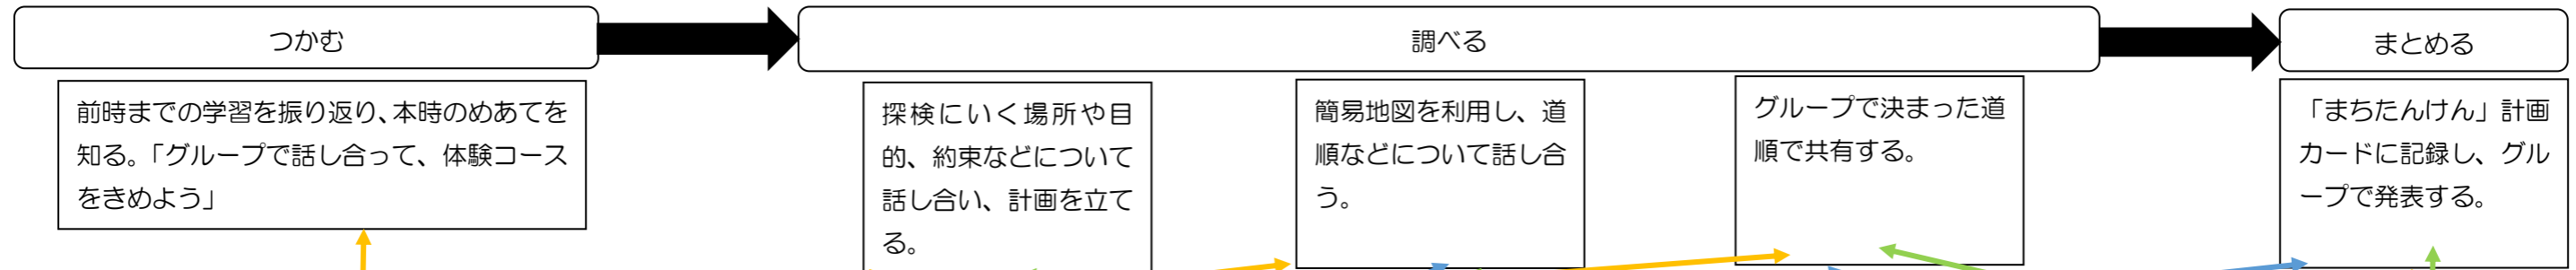 つかむ
調べる
まとめる
前時までの学習を振り返り、本時のめあてを
知る。「グループで話し合って、体験コース
をきめよう」
探検にいく場所や目
的、約束などについて
話し合い、計画を立て
る。
簡易地図を利用し、道
順などについて話し合
う。
グループで決まった道
順で共有する。
「まちたんけん」計画
カードに記録し、グル
ープで発表する。